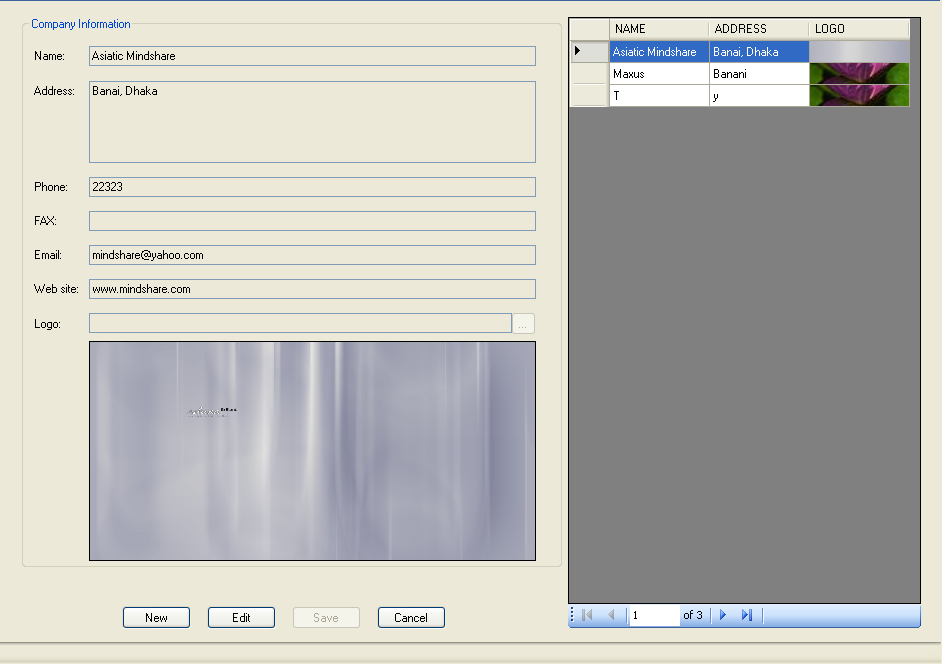 Company Information
Name: Asiatic Mindshare
Address: Banai, Dhaka
Phone: 22323
FAX:
Email: mindshare@yahoo.com
Web site: www.mindshare.com
Logo: ...
New Edit Save Cancel
NAME ADDRESS LOGO
Asiatic Mindshare Banai, Dhaka
Maxus Banani
T y
1 of 3